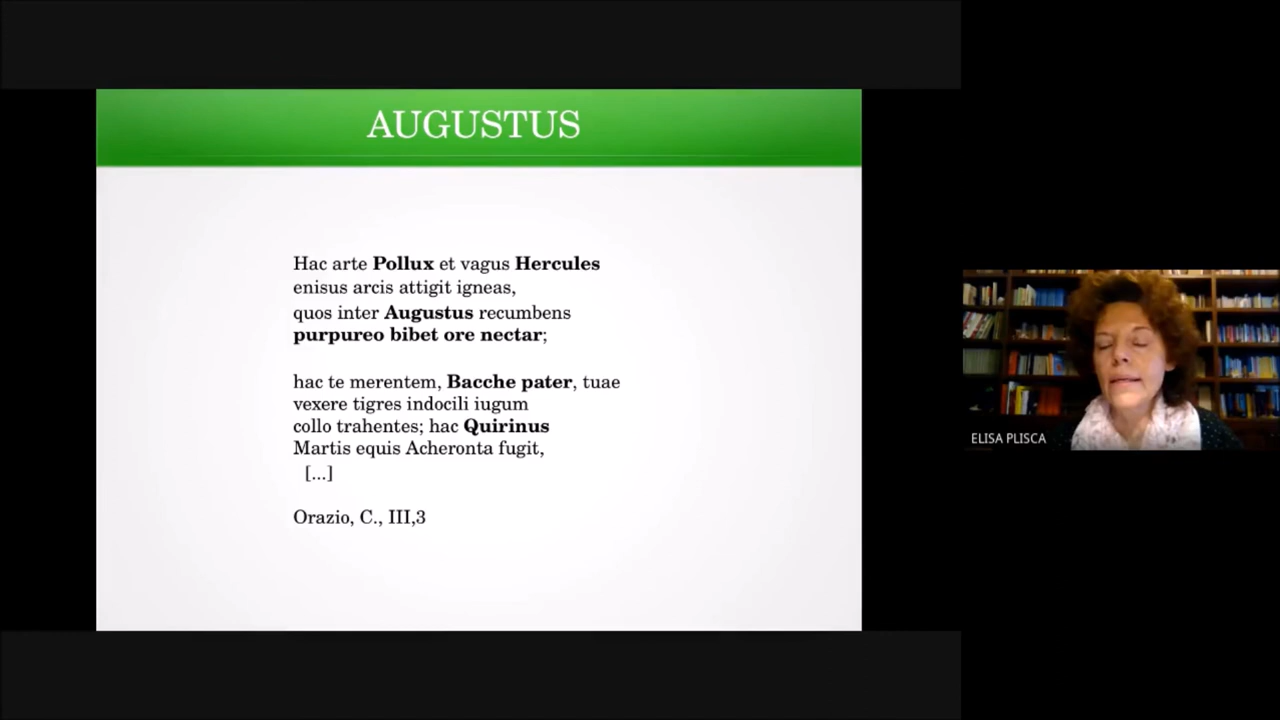 AUGUSTUS
Hac arte Pollux et vagus Hercules
enisus arcis attigit igneas,
quos inter Augustus recumbens
purpureo bibet ore nectar;
hac te merentem, Bacche pater, tuae
vexere tigres indocili iugum
collo trahentes; hac Quirinus
Martis equis Acheronta fugit,
[...]
Orazio, C., III,3
ELISA PLISCA